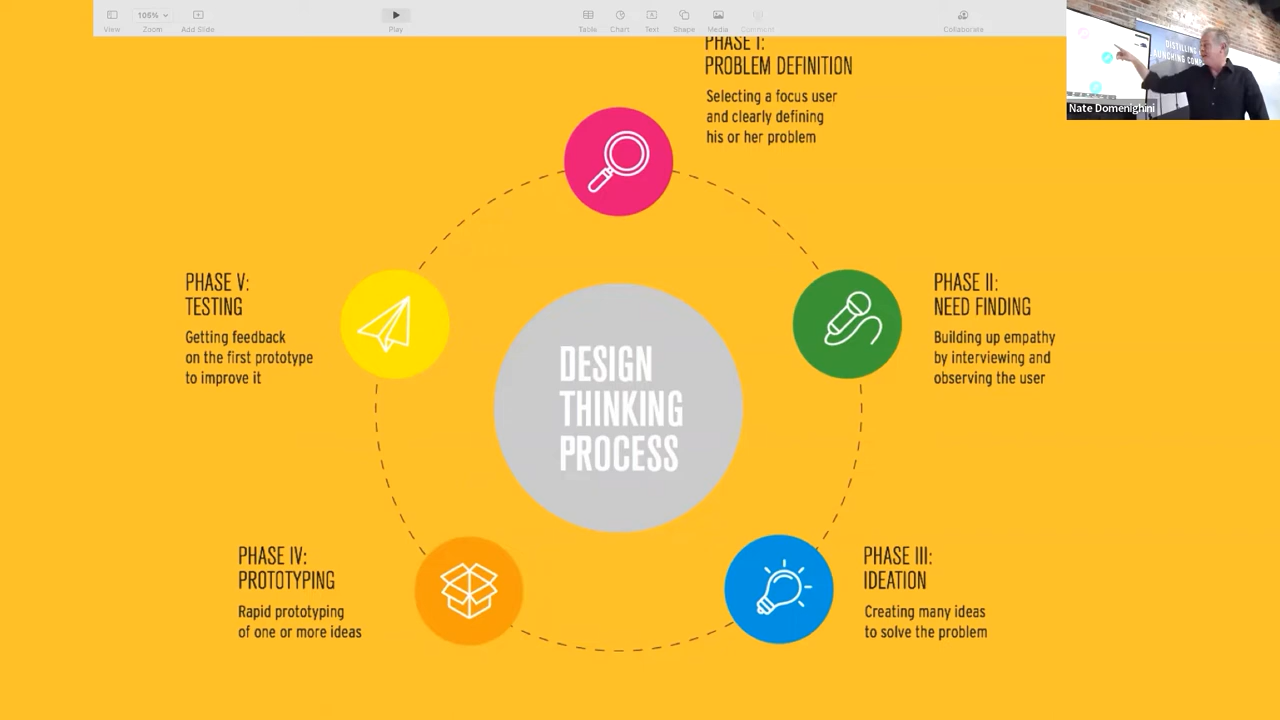 105%
View
Zoom
Add Slide
Play
Table
Chart
Text
Shape
Media
Comment
Collaborate
DISTILLING
Nate Domenighini
PHASE I:
PROBLEM DEFINITION
Selecting a focus user
and clearly defining
his or her problem
PHASE II:
NEED FINDING
Building up empathy
by interviewing and
observing the user
PHASE III:
IDEATION
Creating many ideas
to solve the problem
PHASE IV:
PROTOTYPING
Rapid prototyping
of one or more ideas
PHASE V:
TESTING
Getting feedback
on the first prototype
to improve it
DESIGN
THINKING
PROCESS